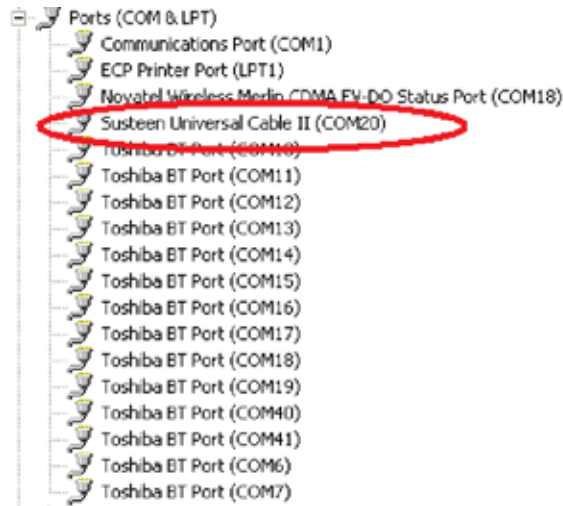 Ports (COM & LPT)
Communications Port (COM1)
ECP Printer Port (LPT1)
Novatel Wireless Merlin CDMA EV-DO Status Port (COM18)
Susteen Universal Cable II (COM20)
Toshiba BT Port (COM10)
Toshiba BT Port (COM11)
Toshiba BT Port (COM12)
Toshiba BT Port (COM13)
Toshiba BT Port (COM14)
Toshiba BT Port (COM15)
Toshiba BT Port (COM16)
Toshiba BT Port (COM17)
Toshiba BT Port (COM18)
Toshiba BT Port (COM19)
Toshiba BT Port (COM40)
Toshiba BT Port (COM41)
Toshiba BT Port (COM6)
Toshiba BT Port (COM7)